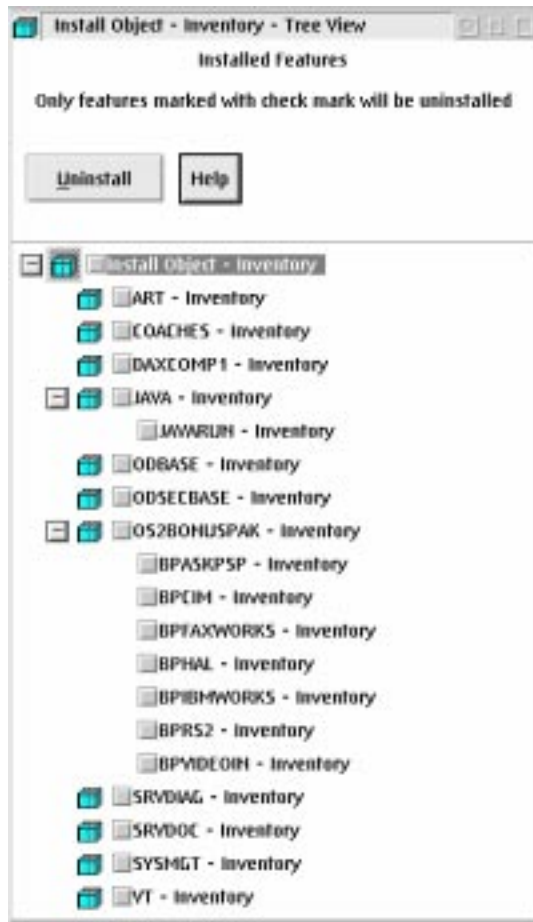 Install Object - Inventory - Tree View
Installed Features
Only features marked with check mark will be uninstalled
Uninstall Help
Install Object - Inventory
ART - Inventory
COACHES - Inventory
DAXCOMP1 - Inventory
JAVA - Inventory
JAVARUN - Inventory
ODBASE - Inventory
ODSECBASE - Inventory
OS2BONUSPAK - Inventory
BPASKPSP - Inventory
BPCIM - Inventory
BPFAXWORKS - Inventory
BPHAL - Inventory
BPIBMWORKS - Inventory
BPRS2 - Inventory
BPVIDEOIN - Inventory
SRVDIAG - Inventory
SRVDOC - Inventory
SYSMGT - Inventory
VT - Inventory